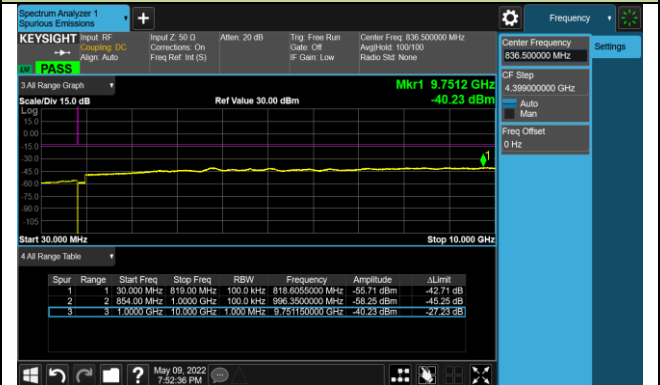 Spectrum Analyzer 1
Spurious Emissions
Frequency
KEYSIGHT Input: RF
Coupling: DC
Align: Auto
Input Z: 50 Ω
Corrections: On
Freq Ref: Int (S)
Atten: 20 dB
Trig: Free Run
Gate: Off
IF Gain: Low
Center Freq: 836.500000 MHz
Avg|Hold: 100/100
Radio Std: None
PASS
Center Frequency
836.500000 MHz
Settings
CF Step
4.399000000 GHz
Auto
Man
Freq Offset
0 Hz
3 All Range Graph
Mkr1 9.7512 GHz
Scale/Div 15.0 dB
Ref Value 30.00 dBm
-40.23 dBm
Log
15.0
0.00
-15.0
-30.0
-45.0
-60.0
-75.0
-90.0
-105
1
Start 30.000 MHz
Stop 10.000 GHz
4 All Range Table
Spur Range Start Freq Stop Freq RBW Frequency Amplitude ΔLimit
1 1 30.000 MHz 819.00 MHz 100.0 kHz 818.6055000 MHz -55.71 dBm -42.71 dB
2 2 854.00 MHz 1.0000 GHz 100.0 kHz 996.3500000 MHz -58.25 dBm -45.25 dB
3 3 1.0000 GHz 10.000 GHz 1.000 MHz 9.751150000 GHz -40.23 dBm -27.23 dB
May 09, 2022
7:52:36 PM